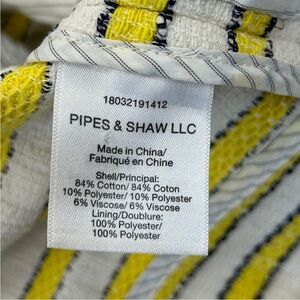 18032191412
PIPES & SHAW LLC
Made in China/
Fabriqué en Chine
Shell/Principal:
84% Cotton/ 84% Coton
10% Polyester/ 10% Polyester
6% Viscose/ 6% Viscose
Lining/Doublure:
100% Polyester/
100% Polyester